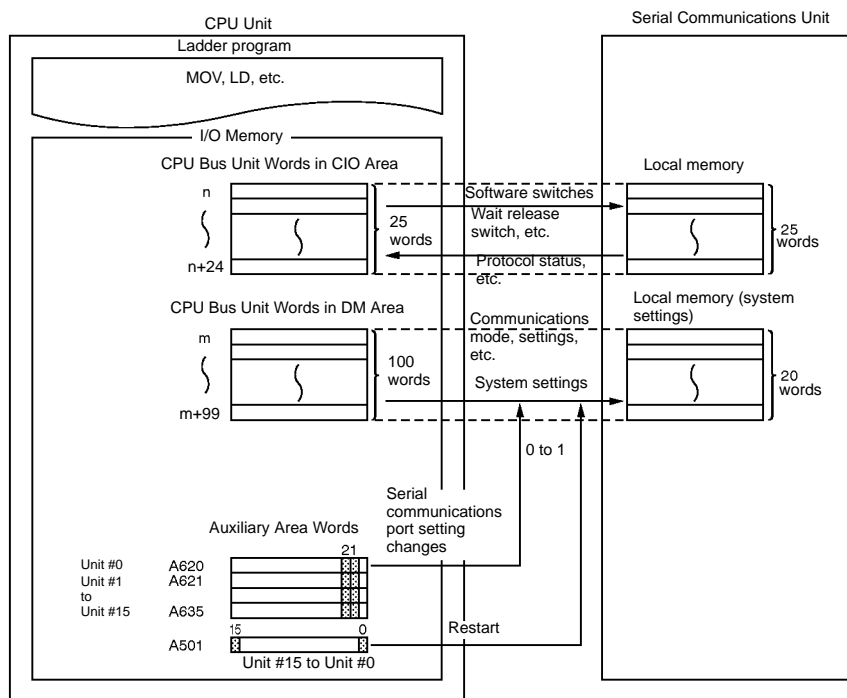 CPU Unit
Serial Communications Unit
Ladder program
MOV, LD, etc.
I/O Memory
CPU Bus Unit Words in CIO Area
Local memory
n
n+24
25
words
Software switches
Wait release
switch, etc.
Protocol status,
etc.
25
words
CPU Bus Unit Words in DM Area
Local memory (system
settings)
m
m+99
100
words
Communications
mode, settings,
etc.
System settings
20
words
0 to 1
Serial
communications
port setting
changes
Auxiliary Area Words
21
Unit #0 A620
Unit #1 A621
to
Unit #15 A635
15 0
A501
Restart
Unit #15 to Unit #0